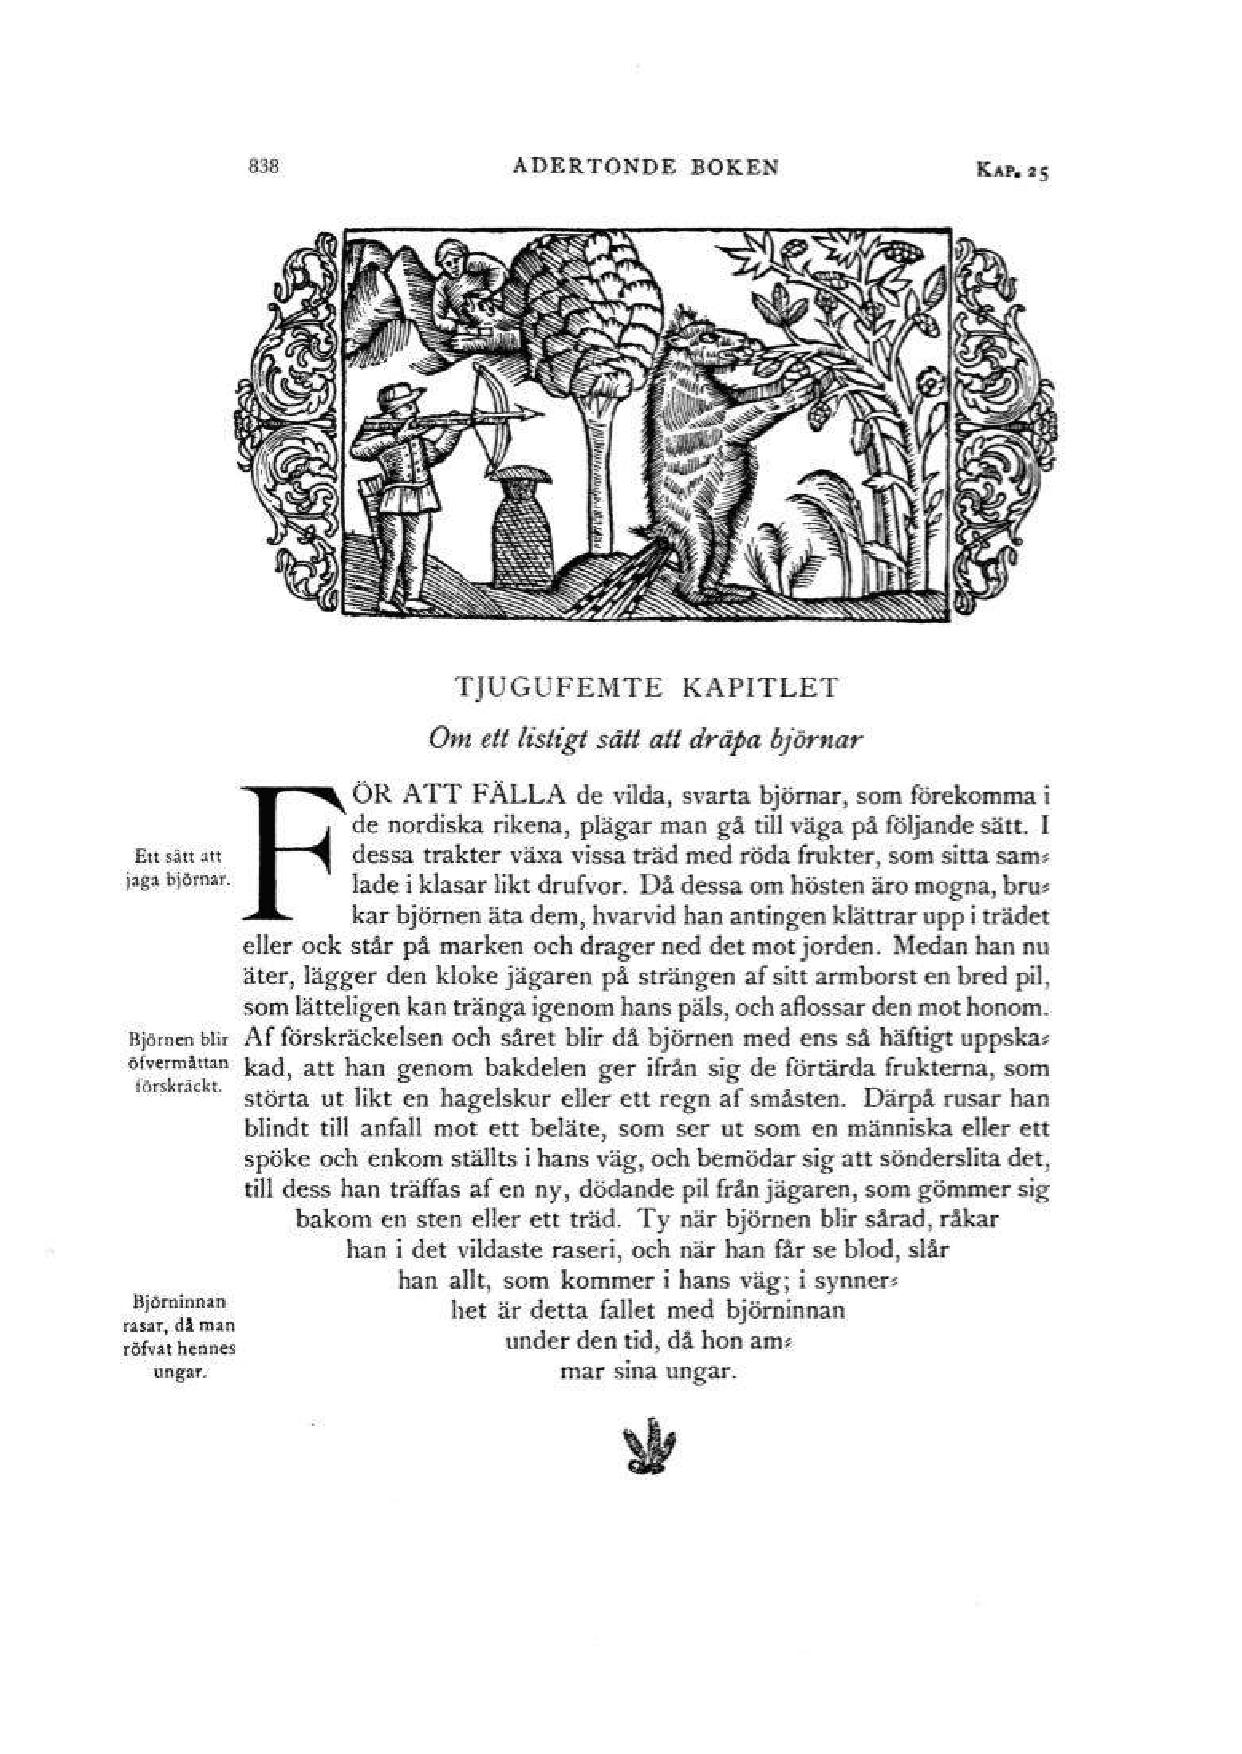 838 ADERTONDE BOKEN KAP. 25
TJUGUFEMTE KAPITLET
Om ett listigt sätt att dräpa björnar
FÖR ATT FÄLLA de vilda, svarta björnar, som förekomma i
de nordiska rikena, plägar man gå till väga på följande sätt. I
Ett sätt att
jaga björnar.
dessa trakter växa vissa träd med röda frukter, som sitta sam-
lade i klasar likt drufvor. Då dessa om hösten äro mogna, bru-
kar björnen äta dem, hvarvid han antingen klättrar upp i trädet
eller ock står på marken och drager ned det mot jorden. Medan han nu
äter, lägger den kloke jägaren på strängen af sitt armborst en bred pil,
som lätteligen kan tränga igenom hans päls, och aflossar den mot honom.
Björnen blir
öfvermåttan
förskräckt.
Af förskräckelsen och såret blir då björnen med ens så häftigt uppska-
kad, att han genom bakdelen ger ifrån sig de förtärda frukterna, som
störta ut likt en hagelskur eller ett regn af småsten. Därpå rusar han
blindt till anfall mot ett beläte, som ser ut som en människa eller ett
spöke och enkom ställts i hans väg, och bemödar sig att sönderslita det,
till dess han träffas af en ny, dödande pil från jägaren, som gömmer sig
bakom en sten eller ett träd. Ty när björnen blir sårad, råkar
han i det vildaste raseri, och när han får se blod, slår
han allt, som kommer i hans väg; i synner-
Björninnan
rasar, då man
röfvat hennes
ungar.
het är detta fallet med björninnan
under den tid, då hon am-
mar sina ungar.